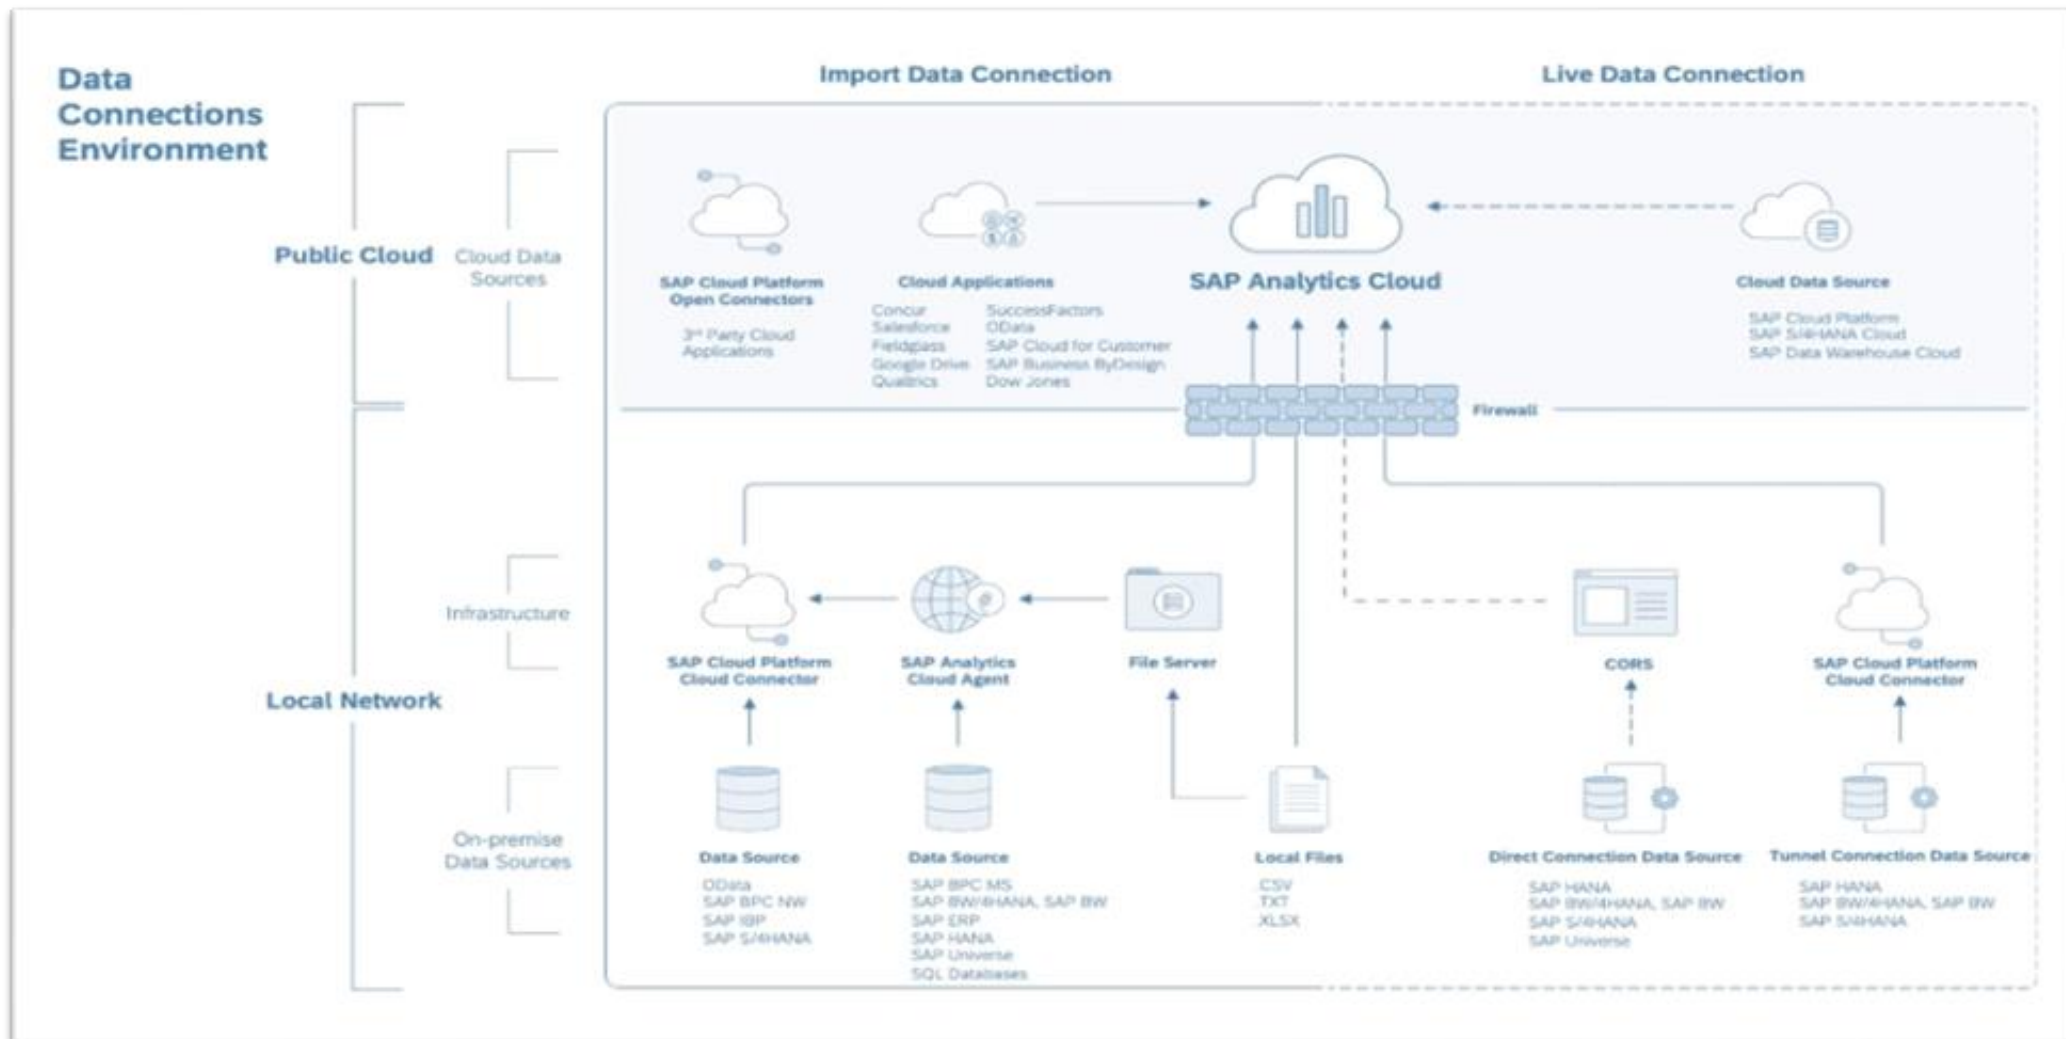 Data
Connections
Environment
Import Data Connection
Live Data Connection
Public Cloud
Cloud Data
Sources
SAP Cloud Platform
Open Connectors
3rd Party Cloud
Applications
Cloud Applications
Concur
Salesforce
Fieldglass
Google Drive
Qualtrics
SuccessFactors
OData
SAP Cloud for Customer
SAP Business ByDesign
Dow Jones
SAP Analytics Cloud
Cloud Data Source
SAP Cloud Platform
SAP S/4HANA Cloud
SAP Data Warehouse Cloud
Firewall
Local Network
Infrastructure
SAP Cloud Platform
Cloud Connector
SAP Analytics
Cloud Agent
File Server
CORS
SAP Cloud Platform
Cloud Connector
On-premise
Data Sources
Data Source
OData
SAP BPC NW
SAP IBP
SAP S/4HANA
Data Source
SAP BPC MS
SAP BW/4HANA, SAP BW
SAP ERP
SAP HANA
SAP Universe
SQL Databases
Local Files
.CSV
.TXT
.XLSX
Direct Connection Data Source
SAP HANA
SAP BW/4HANA, SAP BW
SAP S/4HANA
SAP Universe
Tunnel Connection Data Source
SAP HANA
SAP BW/4HANA, SAP BW
SAP S/4HANA